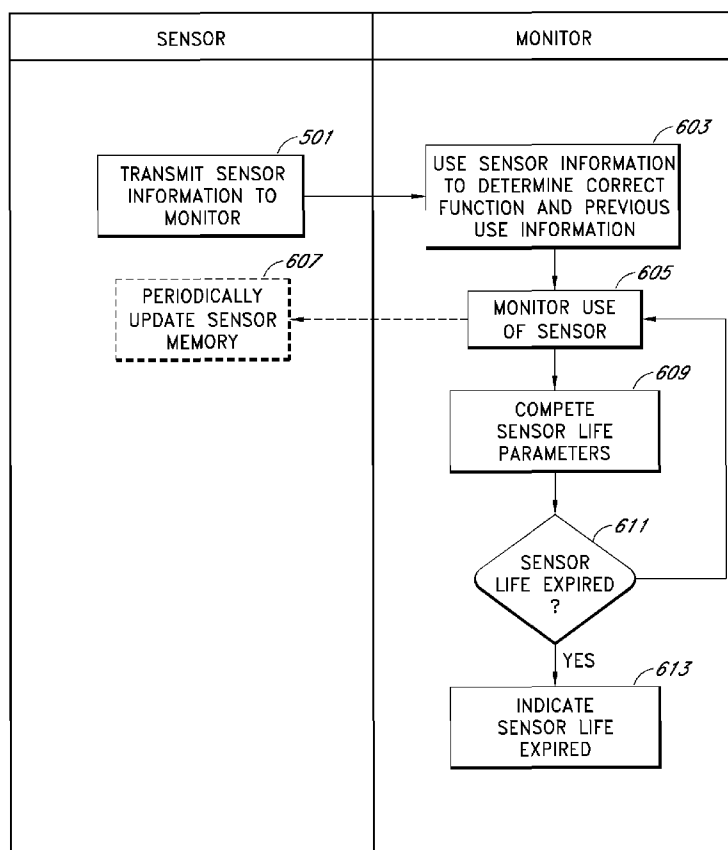 SENSOR
MONITOR
501
TRANSMIT SENSOR
INFORMATION TO
MONITOR
603
USE SENSOR INFORMATION
TO DETERMINE CORRECT
FUNCTION AND PREVIOUS
USE INFORMATION
607
PERIODICALLY
UPDATE SENSOR
MEMORY
605
MONITOR USE
OF SENSOR
609
COMPETE
SENSOR LIFE
PARAMETERS
611
SENSOR
LIFE EXPIRED
?
YES
613
INDICATE
SENSOR LIFE
EXPIRED